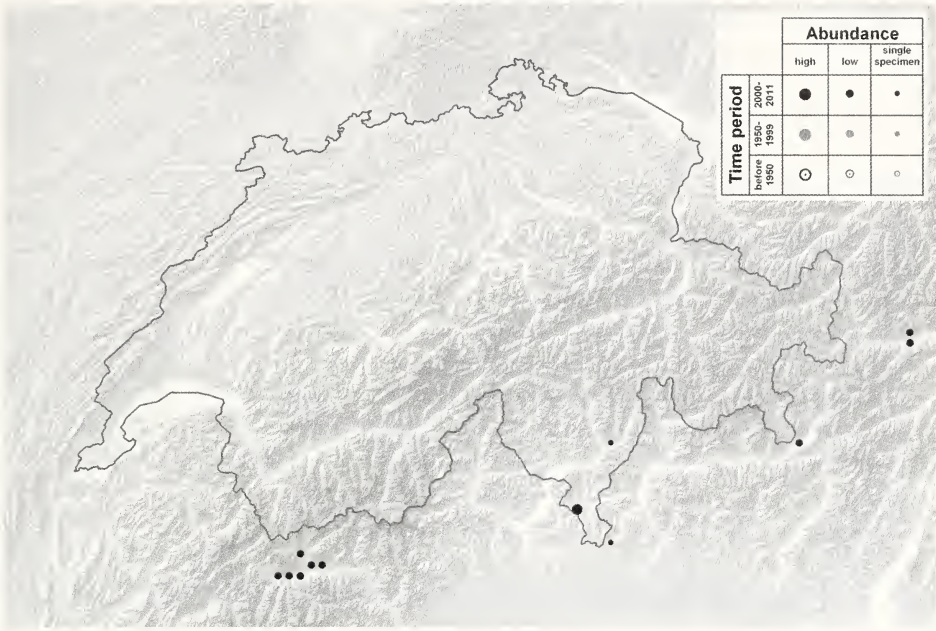 Abundance
high low single
specimen
Time period
2000-
2011
1950-
1999
before
1950